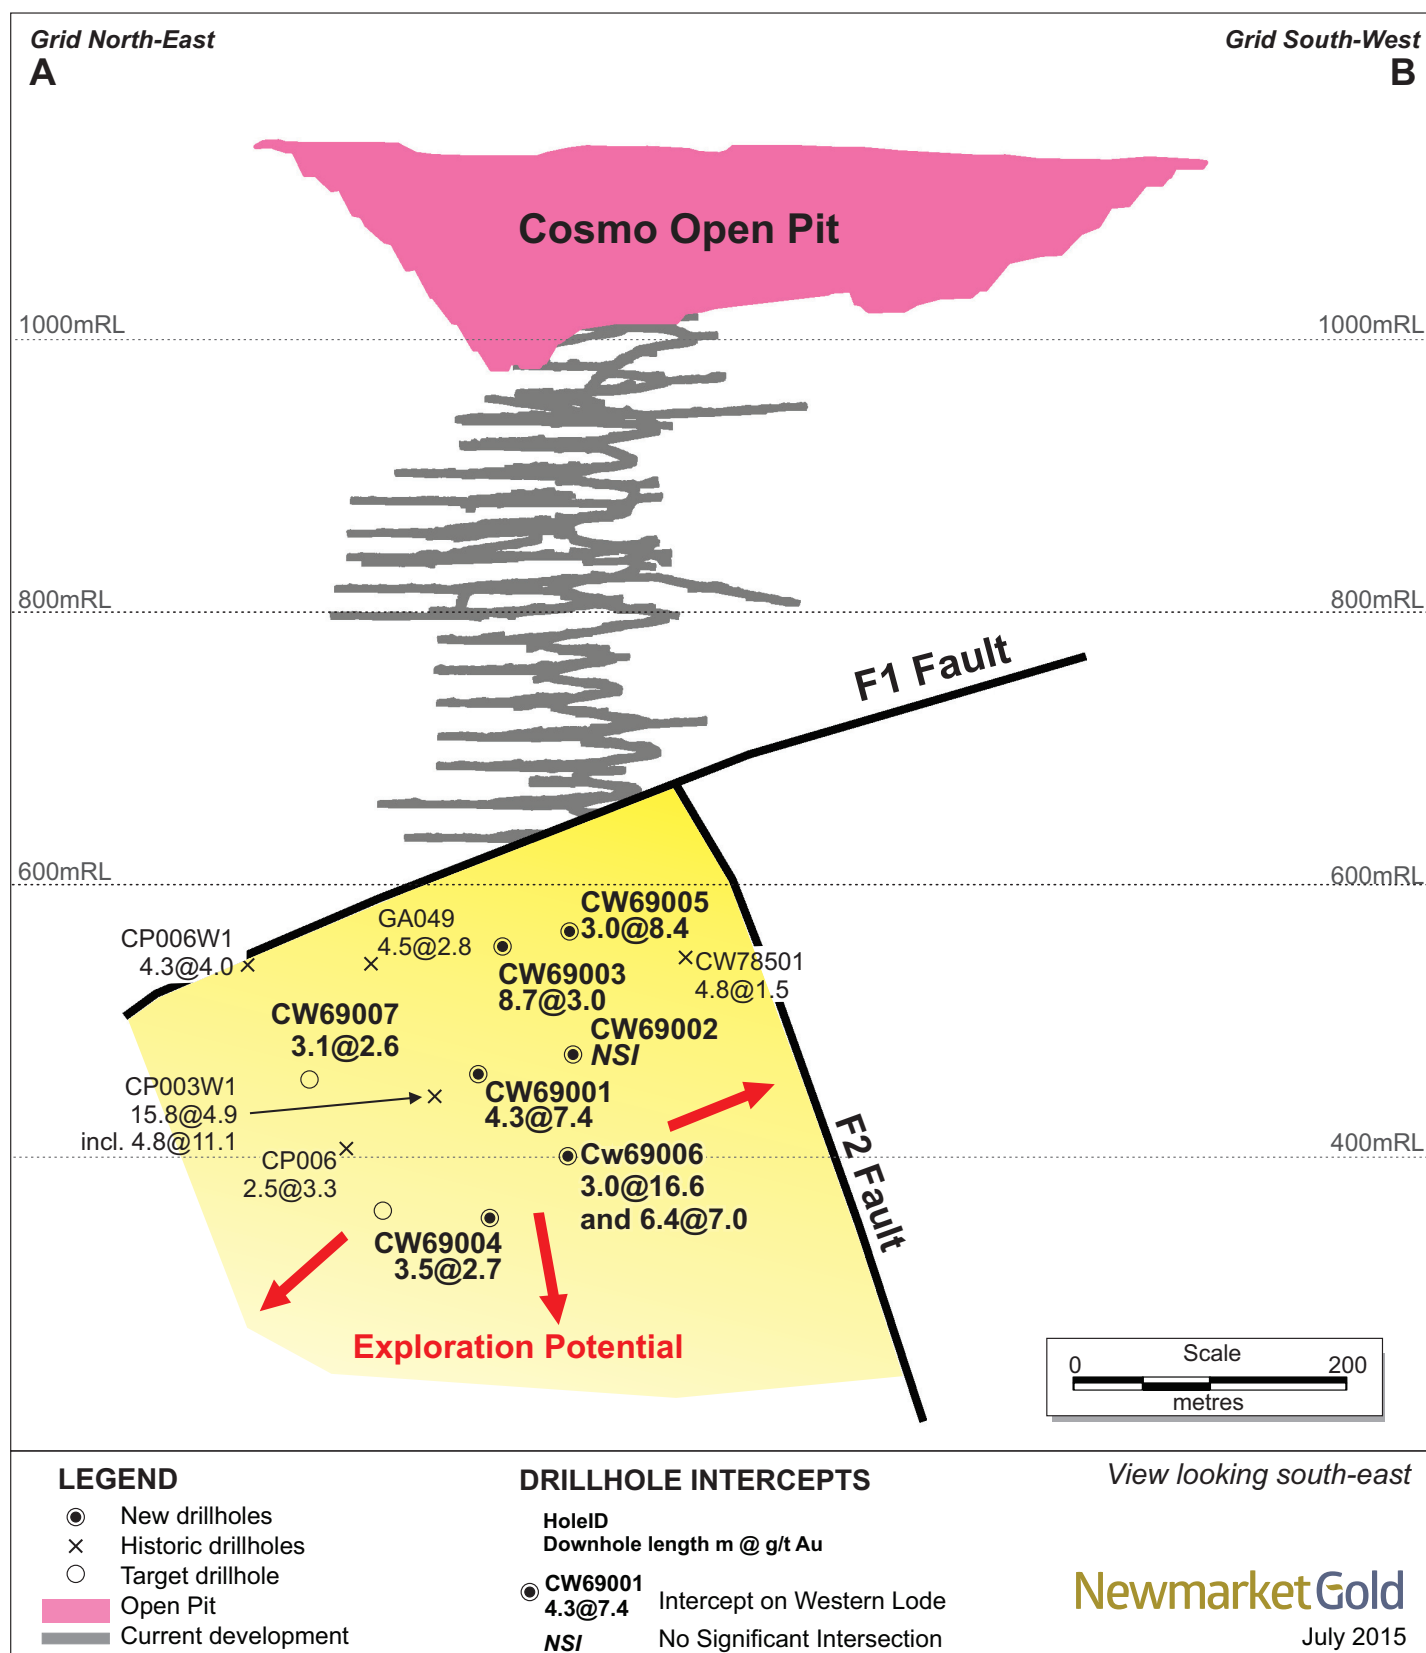 Grid North-East
A
Grid South-West
B
Cosmo Open Pit
1000mRL
1000mRL
800mRL
800mRL
F1 Fault
600mRL
600mRL
CW69005
3.0@8.4
GA049
4.5@2.8
CP006W1
4.3@4.0
CW69003
8.7@3.0
CW78501
4.8@1.5
CW69007
3.1@2.6
CW69002
NSI
CP003W1
15.8@4.9
incl. 4.8@11.1
CW69001
4.3@7.4
F2 Fault
400mRL
CP006
2.5@3.3
Cw69006
3.0@16.6
and 6.4@7.0
CW69004
3.5@2.7
Exploration Potential
Scale
0 200
metres
LEGEND
New drillholes
Historic drillholes
Target drillhole
Open Pit
Current development
DRILLHOLE INTERCEPTS
HoleID
Downhole length m @ g/t Au
CW69001
4.3@7.4
Intercept on Western Lode
NSI No Significant Intersection
View looking south-east
NewmarketGold
July 2015